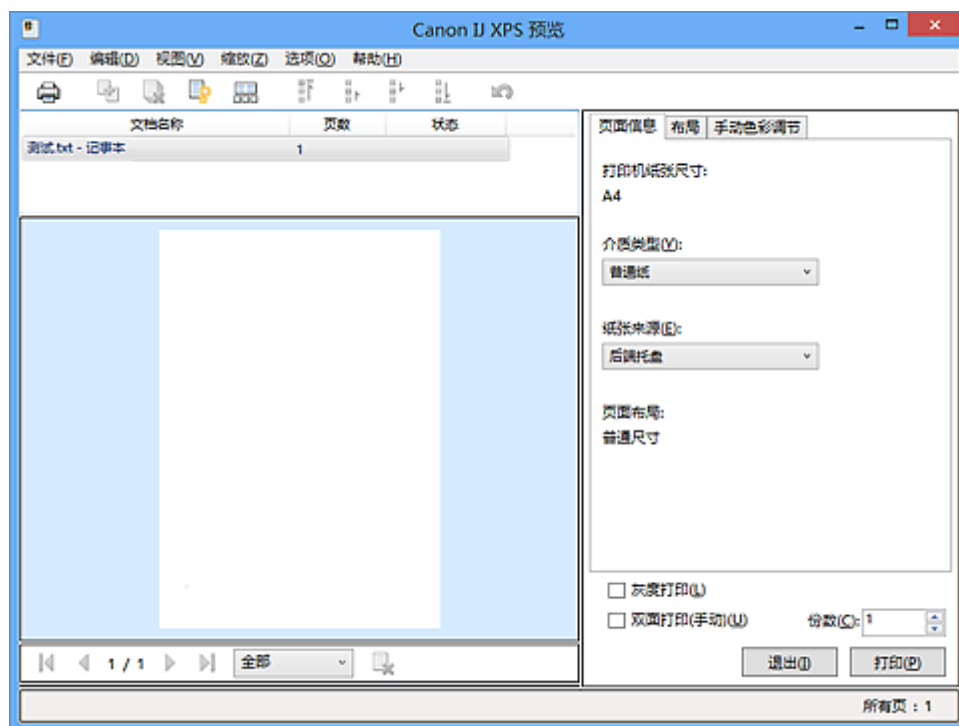 Canon IJ XPS 预览
文件(F) 编辑(D) 视图(V) 缩放(Z) 选项(O) 帮助(H)
文档名称 页数 状态
测试.txt - 记事本 1
页面信息 布局 手动色彩调节
打印机纸张尺寸:
A4
介质类型(Y):
普通纸
纸张来源(E):
后端托盘
页面布局:
普通尺寸
灰度打印(L)
双面打印(手动)(U) 份数(C): 1
1 / 1 全部
退出(I) 打印(P)
所有页 : 1